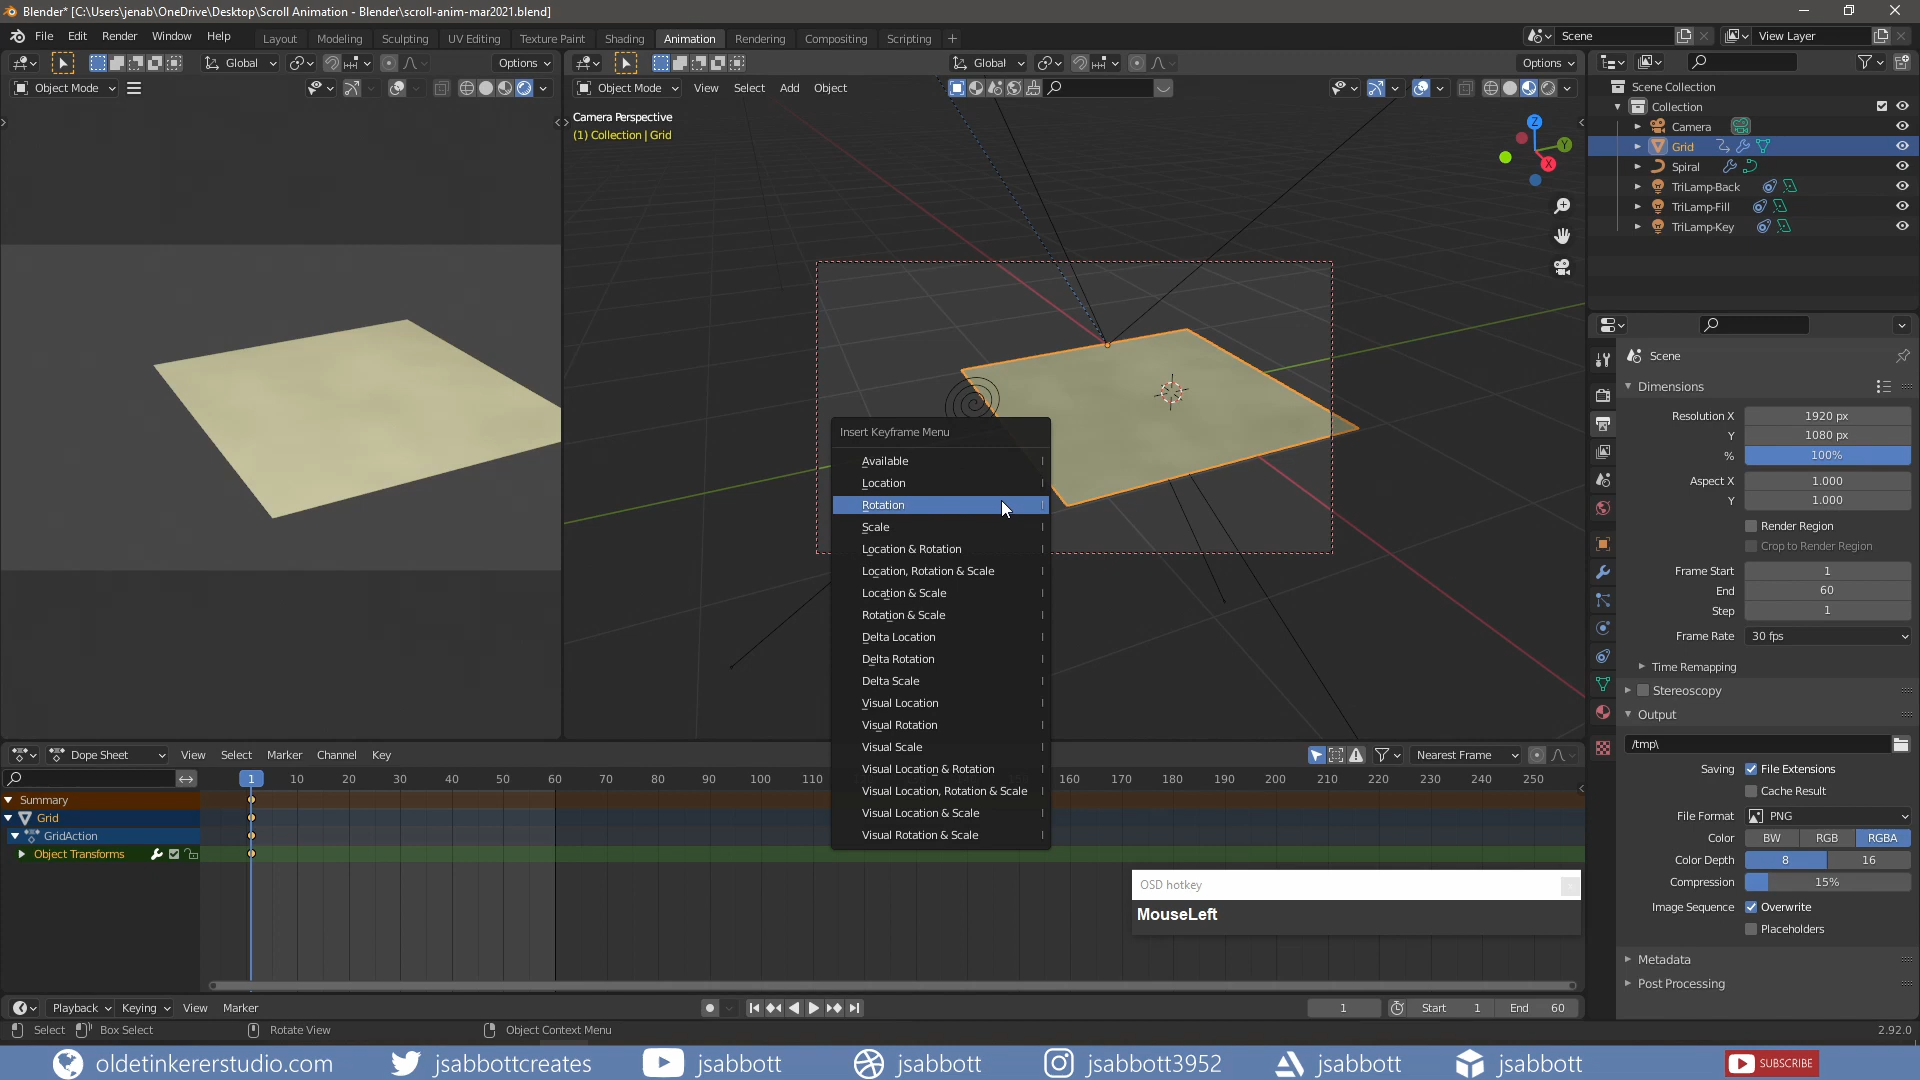 Blender* [C:\Users\jenab\OneDrive\Desktop\Scroll Animation - Blender\scroll-anim-mar2021.blend]
File Edit Render Window Help Layout Modeling Sculpting UV Editing Texture Paint Shading Animation Rendering Compositing Scripting + Scene View Layer
Global Options Global Options
Object Mode Object Mode View Select Add Object
Camera Perspective
(1) Collection | Grid
Z
Y
X
Scene Collection
Collection
Camera
Grid
Spiral
TriLamp-Back
TriLamp-Fill
TriLamp-Key
Insert Keyframe Menu
Available I
Location I
Rotation I
Scale I
Location & Rotation I
Location, Rotation & Scale I
Location & Scale I
Rotation & Scale I
Delta Location I
Delta Rotation I
Delta Scale I
Visual Location I
Visual Rotation I
Visual Scale I
Visual Location & Rotation I
Visual Location, Rotation & Scale I
Visual Location & Scale I
Visual Rotation & Scale I
Scene
Dimensions
Resolution X 1920 px
Y 1080 px
% 100%
Aspect X 1.000
Y 1.000
Render Region
Crop to Render Region
Frame Start 1
End 60
Step 1
Frame Rate 30 fps
Time Remapping
Stereoscopy
Output
/tmp\
Saving File Extensions
Cache Result
File Format PNG
Color BW RGB RGBA
Color Depth 8 16
Compression 15%
Image Sequence Overwrite
Placeholders
Metadata
Post Processing
Dope Sheet View Select Marker Channel Key Nearest Frame
1 10 20 30 40 50 60 70 80 90 100 110 160 170 180 190 200 210 220 230 240 250
Summary
Grid
GridAction
Object Transforms
OSD hotkey
MouseLeft
Playback Keying View Marker 1 Start 1 End 60
Select Box Select Rotate View Object Context Menu 2.92.0
oldetinkererstudio.com jsabbottcreates jsabbott jsabbott jsabbott3952 jsabbott jsabbott SUBSCRIBE